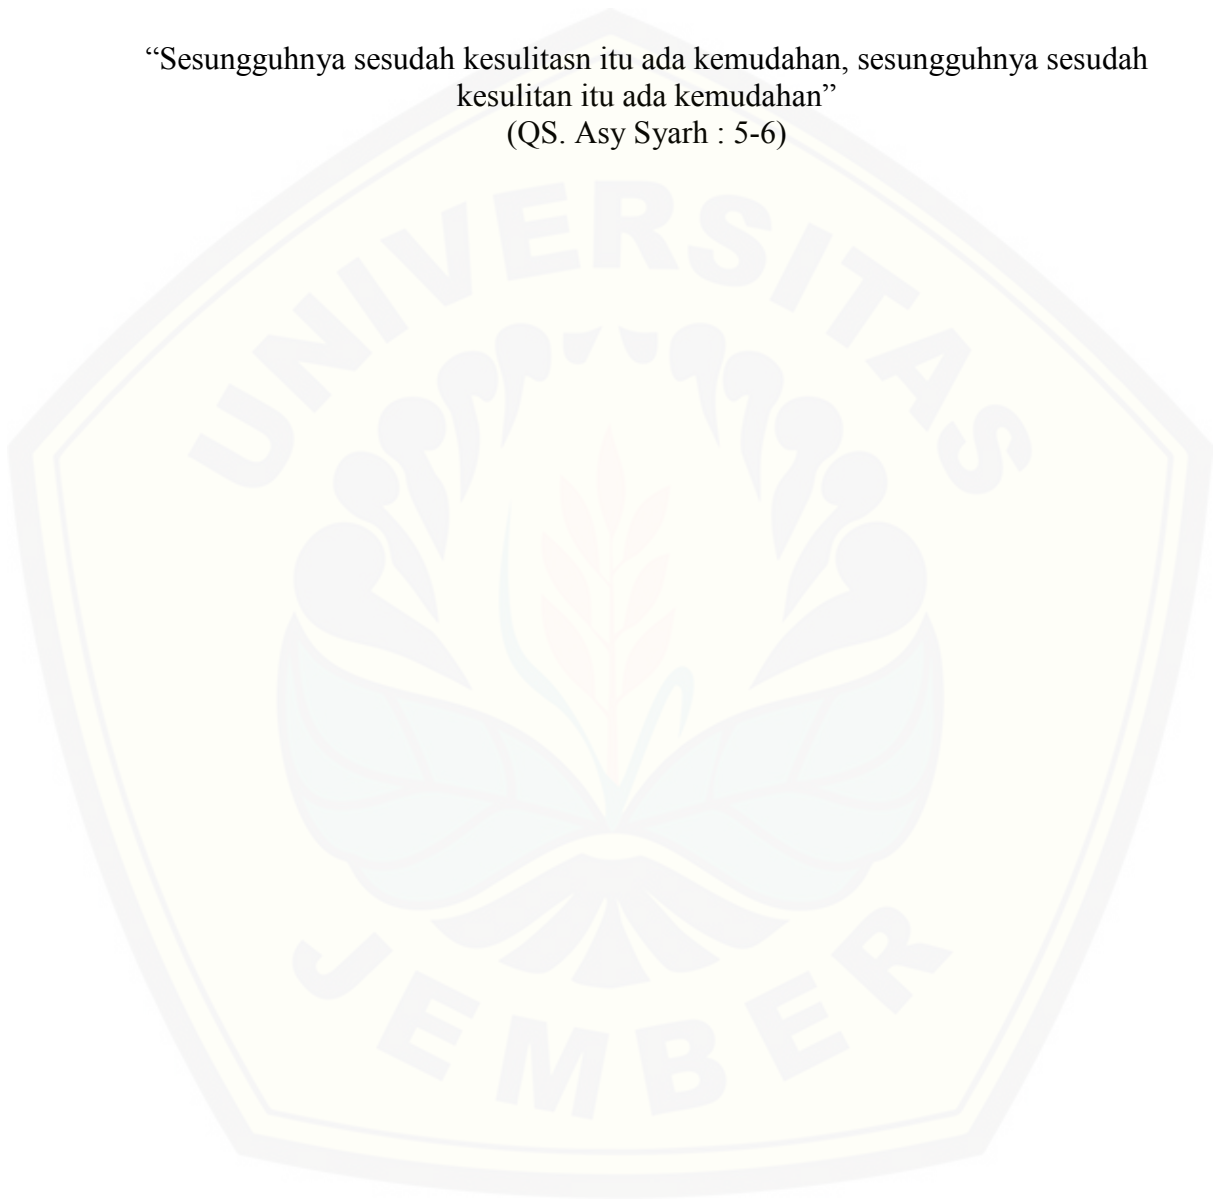 “Sesungguhnya sesudah kesulitasn itu ada kemudahan, sesungguhnya sesudah
kesulitan itu ada kemudahan”
(QS. Asy Syarh : 5-6)
UNIVERSITAS
JEMBER